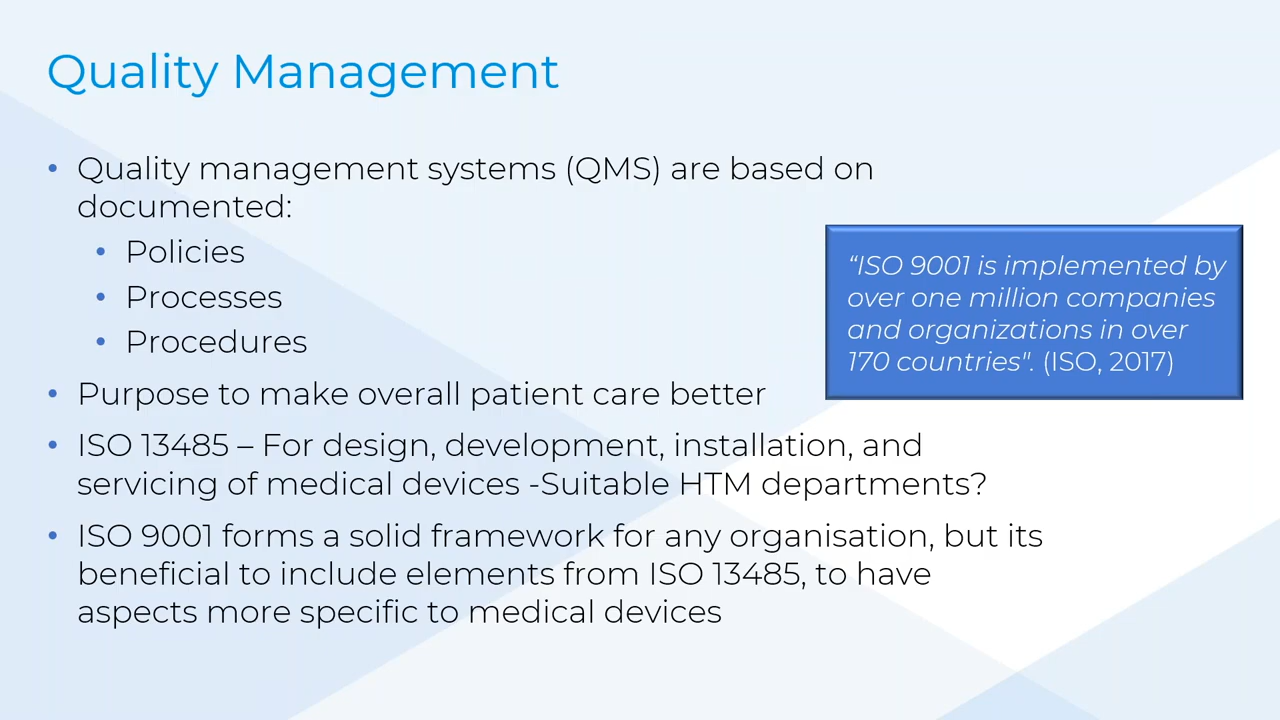 Quality Management
• Quality management systems (QMS) are based on
documented:
• Policies
• Processes
• Procedures
“ISO 9001 is implemented by
over one million companies
and organizations in over
170 countries". (ISO, 2017)
• Purpose to make overall patient care better
• ISO 13485 – For design, development, installation, and
servicing of medical devices -Suitable HTM departments?
• ISO 9001 forms a solid framework for any organisation, but its
beneficial to include elements from ISO 13485, to have
aspects more specific to medical devices